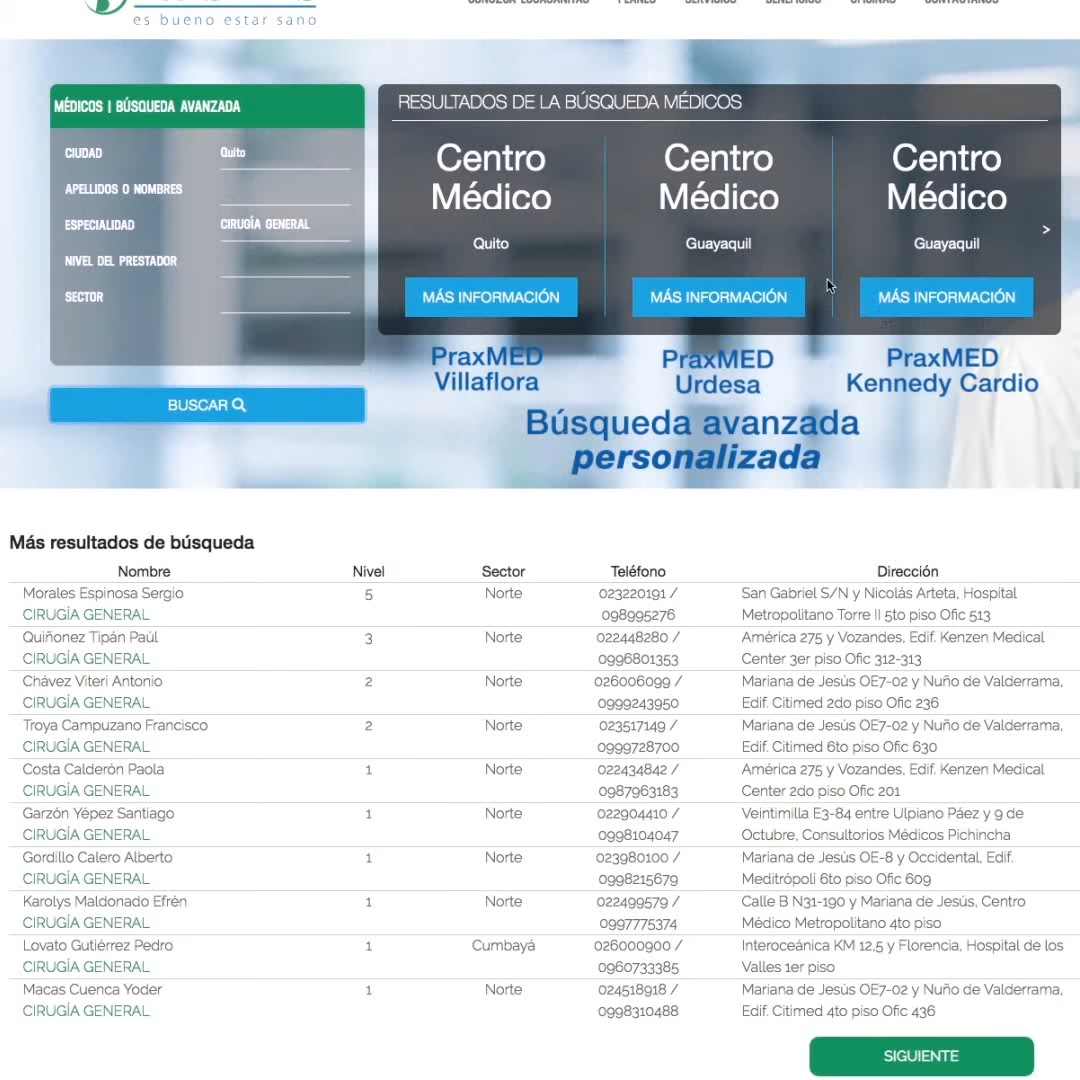 es bueno estar sano
PLANES SERVICIOS BENEFICIOS OFICINAS CONTÁCTANOS
MÉDICOS | BÚSQUEDA AVANZADA
CIUDAD Quito
APELLIDOS O NOMBRES
ESPECIALIDAD CIRUGÍA GENERAL
NIVEL DEL PRESTADOR
SECTOR
BUSCAR
RESULTADOS DE LA BÚSQUEDA MÉDICOS
Centro Centro Centro
Médico Médico Médico
Quito Guayaquil Guayaquil >
MÁS INFORMACIÓN MÁS INFORMACIÓN MÁS INFORMACIÓN
PraxMED PraxMED PraxMED
Villaflora Urdesa Kennedy Cardio
Búsqueda avanzada
personalizada
Más resultados de búsqueda
Nombre Nivel Sector Teléfono Dirección
Morales Espinosa Sergio 5 Norte 023220191 / San Gabriel S/N y Nicolás Arteta, Hospital
CIRUGÍA GENERAL 098995276 Metropolitano Torre II 5to piso Ofic 513
Quiñonez Tipán Paúl 3 Norte 022448280 / América 275 y Vozandes, Edif. Kenzen Medical
CIRUGÍA GENERAL 0996801353 Center 3er piso Ofic 312-313
Chávez Viteri Antonio 2 Norte 026006099 / Mariana de Jesús OE7-02 y Nuño de Valderrama,
CIRUGÍA GENERAL 0999243950 Edif. Citimed 2do piso Ofic 236
Troya Campuzano Francisco 2 Norte 023517149 / Mariana de Jesús OE7-02 y Nuño de Valderrama,
CIRUGÍA GENERAL 0999728700 Edif. Citimed 6to piso Ofic 630
Costa Calderón Paola 1 Norte 022434842 / América 275 y Vozandes, Edif. Kenzen Medical
CIRUGÍA GENERAL 0987963183 Center 2do piso Ofic 201
Garzón Yépez Santiago 1 Norte 022904410 / Veintimilla E3-84 entre Ulpiano Páez y 9 de
CIRUGÍA GENERAL 0998104047 Octubre, Consultorios Médicos Pichincha
Gordillo Calero Alberto 1 Norte 023980100 / Mariana de Jesús OE-8 y Occidental, Edif.
CIRUGÍA GENERAL 0998215679 Meditrópoli 6to piso Ofic 609
Karolys Maldonado Efrén 1 Norte 022499579 / Calle B N31-190 y Mariana de Jesús, Centro
CIRUGÍA GENERAL 0997775374 Médico Metropolitano 4to piso
Lovato Gutiérrez Pedro 1 Cumbayá 026000900 / Interoceánica KM 12,5 y Florencia, Hospital de los
CIRUGÍA GENERAL 0960733385 Valles 1er piso
Macas Cuenca Yoder 1 Norte 024518918 / Mariana de Jesús OE7-02 y Nuño de Valderrama,
CIRUGÍA GENERAL 0998310488 Edif. Citimed 4to piso Ofic 436
SIGUIENTE